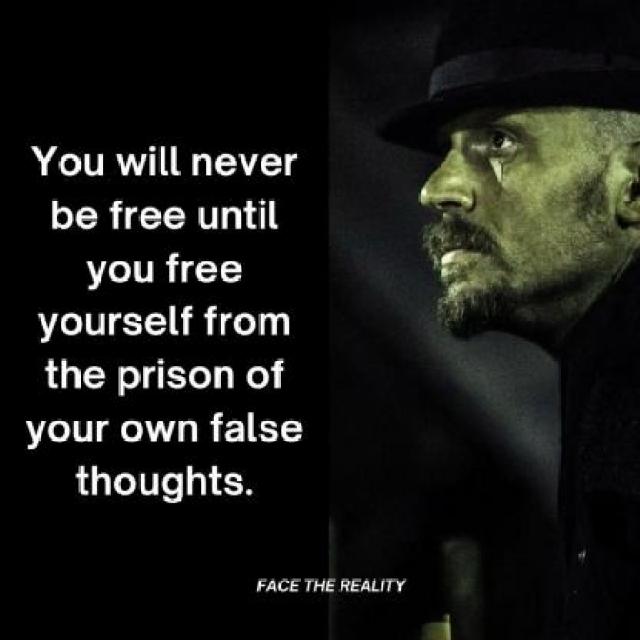 You will never
be free until
you free
yourself from
the prison of
your own false
thoughts.
FACE THE REALITY